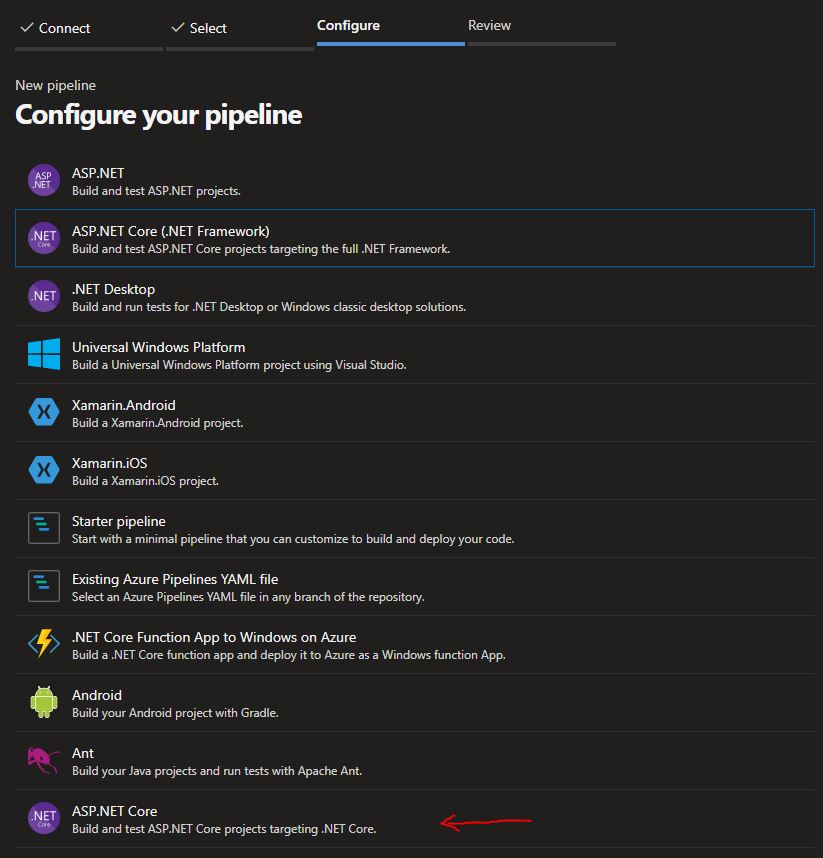 Connect
Select
Configure
Review
New pipeline
Configure your pipeline
ASP
.NET
ASP.NET
Build and test ASP.NET projects.
.NET
Core
ASP.NET Core (.NET Framework)
Build and test ASP.NET Core projects targeting the full .NET Framework.
.NET
.NET Desktop
Build and run tests for .NET Desktop or Windows classic desktop solutions.
Universal Windows Platform
Build a Universal Windows Platform project using Visual Studio.
Xamarin.Android
Build a Xamarin.Android project.
Xamarin.iOS
Build a Xamarin.iOS project.
Starter pipeline
Start with a minimal pipeline that you can customize to build and deploy your code.
Existing Azure Pipelines YAML file
Select an Azure Pipelines YAML file in any branch of the repository.
.NET Core Function App to Windows on Azure
Build a .NET Core function app and deploy it to Azure as a Windows function App.
Android
Build your Android project with Gradle.
Ant
Build your Java projects and run tests with Apache Ant.
.NET
Core
ASP.NET Core
Build and test ASP.NET Core projects targeting .NET Core.